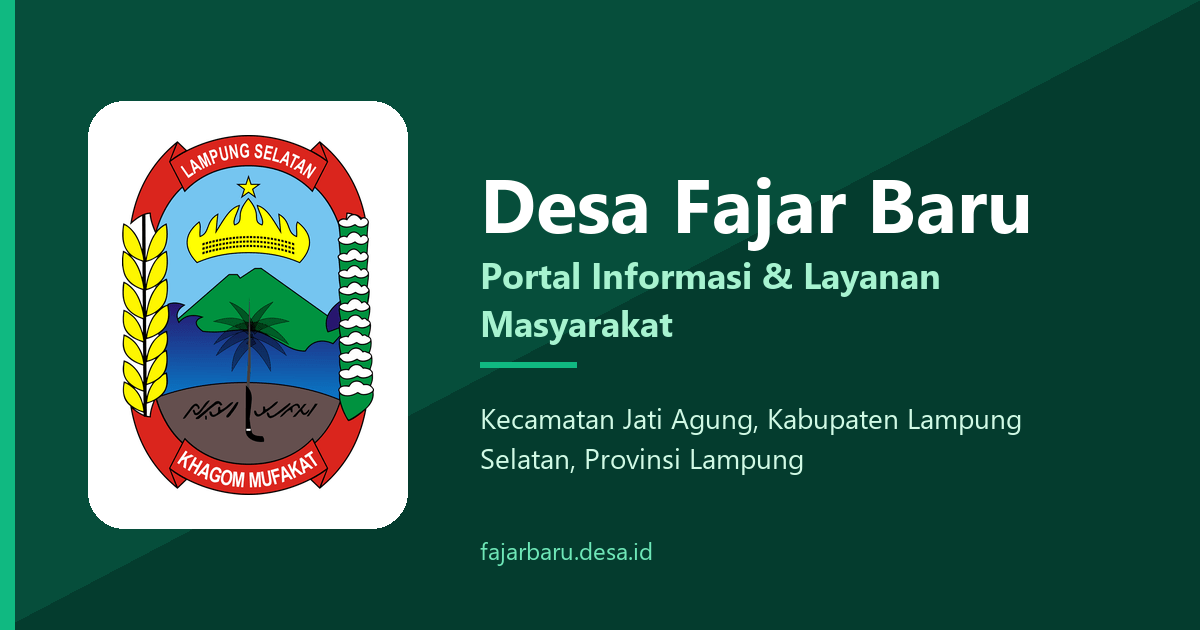 LAMPUNG SELATAN
KHAGOM MUFAKAT
Desa Fajar Baru
Portal Informasi & Layanan
Masyarakat
Kecamatan Jati Agung, Kabupaten Lampung
Selatan, Provinsi Lampung
fajarbaru.desa.id